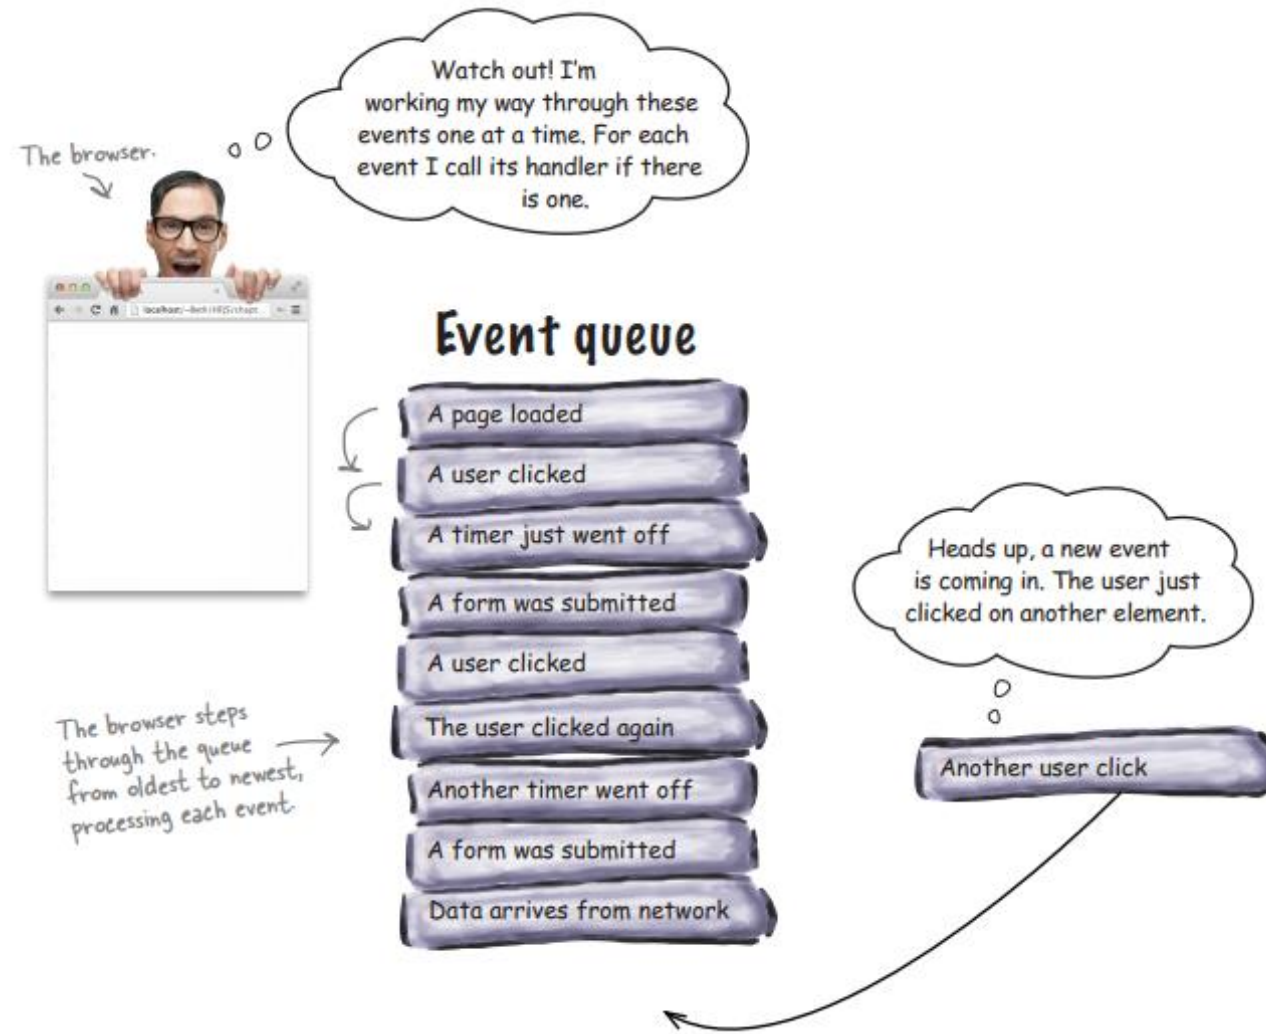 Watch out! I'm
working my way through these
events one at a time. For each
event I call its handler if there
is one.
The browser.
localhost/~Beth/HFJS/chapt
Event queue
A page loaded
A user clicked
A timer just went off
A form was submitted
A user clicked
The user clicked again
Another timer went off
A form was submitted
Data arrives from network
The browser steps
through the queue
from oldest to newest,
processing each event.
Heads up, a new event
is coming in. The user just
clicked on another element.
Another user click